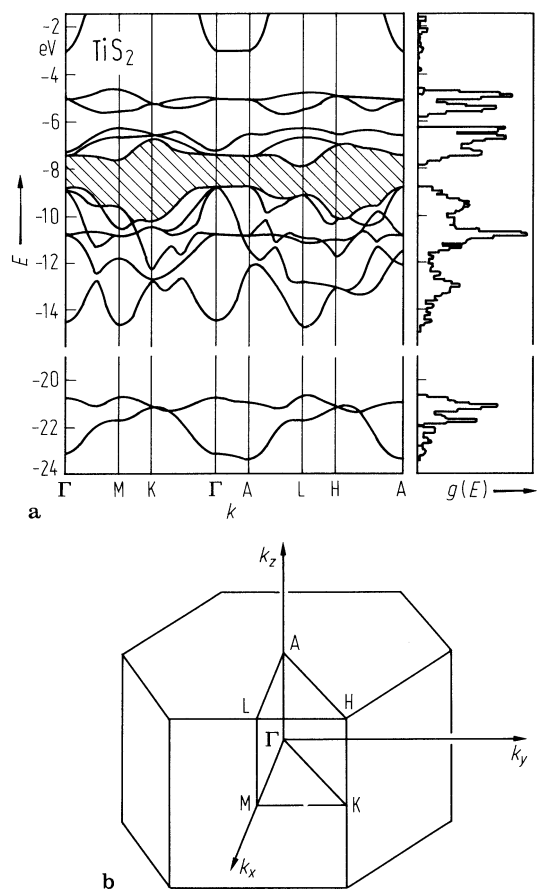 TiS2
-2
eV
-4
-6
-8
-10
-12
-14
-20
-22
-24
E
Γ M K Γ A L H A
k
g(E)
a
kz
A
L H
Γ
ky
M K
kx
b